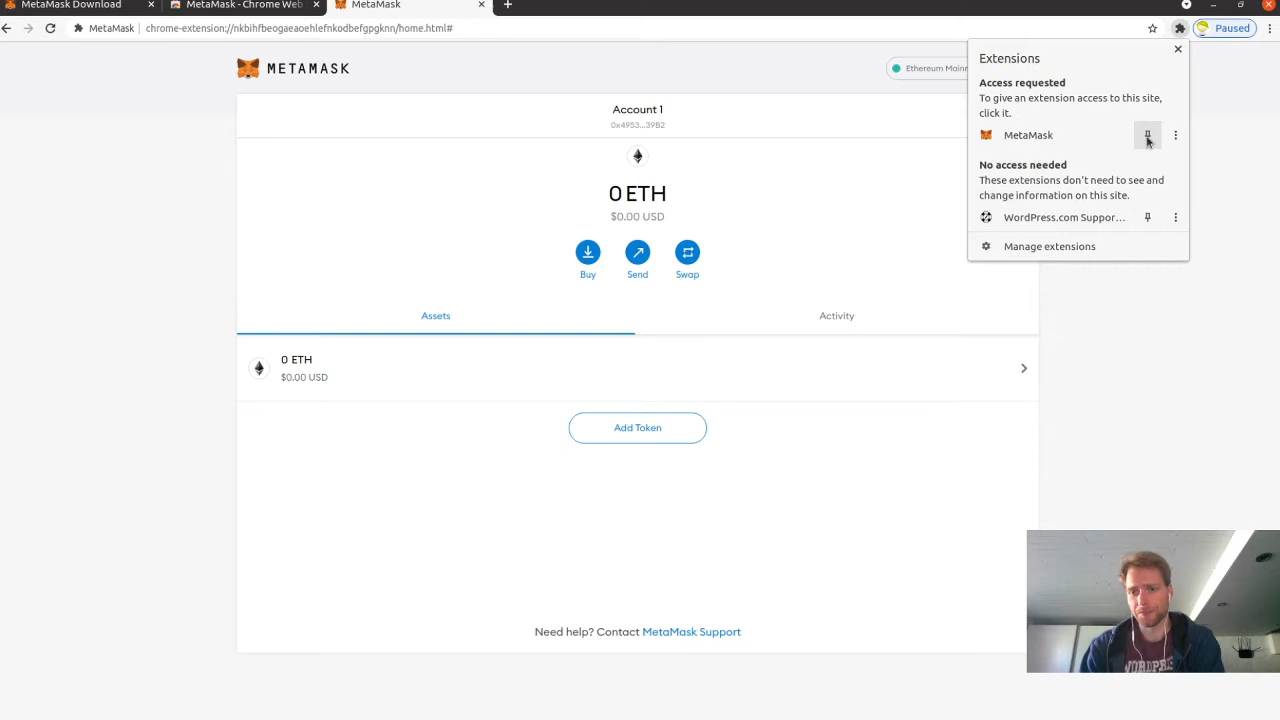 MetaMask Download
MetaMask - Chrome Web
MetaMask
MetaMask
chrome-extension://nkbihfbeogaeaoehlefnkodbefgpgknn/home.html#
Paused
METAMASK
Ethereum Mainn
Account 1
0x4953...39B2
0 ETH
$0.00 USD
Buy
Send
Swap
Assets
Activity
0 ETH
$0.00 USD
Add Token
Need help? Contact MetaMask Support
Extensions
Access requested
To give an extension access to this site,
click it.
MetaMask
No access needed
These extensions don't need to see and
change information on this site.
WordPress.com Suppor...
Manage extensions
WORDPRE